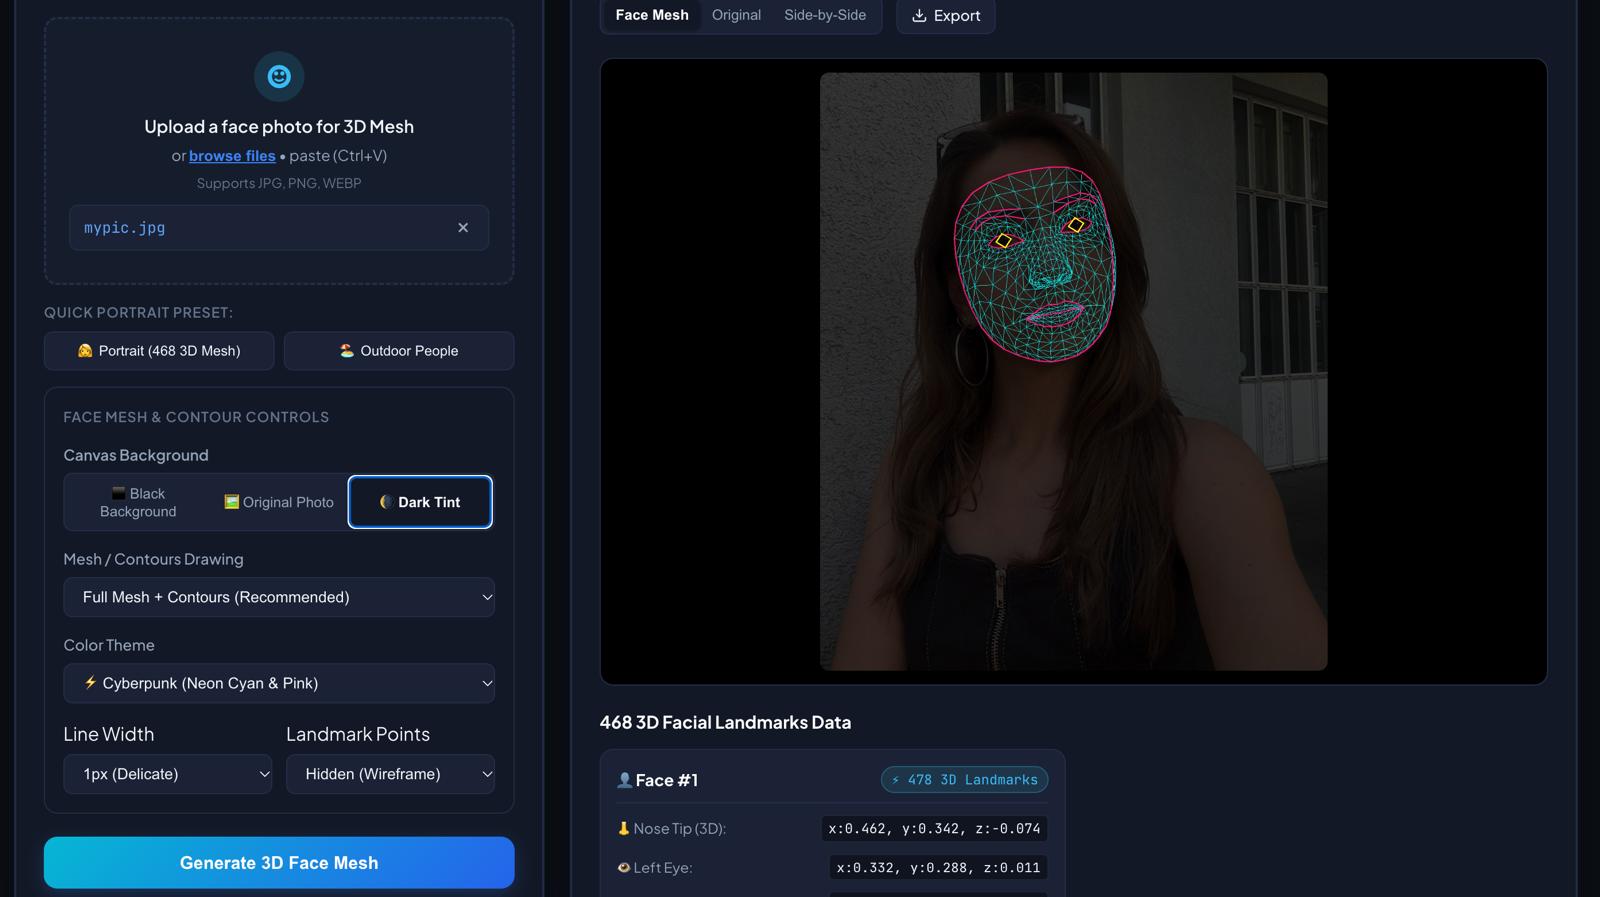 Upload a face photo for 3D Mesh
or browse files • paste (Ctrl+V)
Supports JPG, PNG, WEBP
mypic.jpg ✕
QUICK PORTRAIT PRESET:
Portrait (468 3D Mesh)
Outdoor People
FACE MESH & CONTOUR CONTROLS
Canvas Background
Black
Background
Original Photo
Dark Tint
Mesh / Contours Drawing
Full Mesh + Contours (Recommended)
Color Theme
⚡ Cyberpunk (Neon Cyan & Pink)
Line Width
1px (Delicate)
Landmark Points
Hidden (Wireframe)
Generate 3D Face Mesh
Face Mesh
Original
Side-by-Side
Export
468 3D Facial Landmarks Data
Face #1
⚡ 478 3D Landmarks
Nose Tip (3D):
x:0.462, y:0.342, z:-0.074
Left Eye:
x:0.332, y:0.288, z:0.011